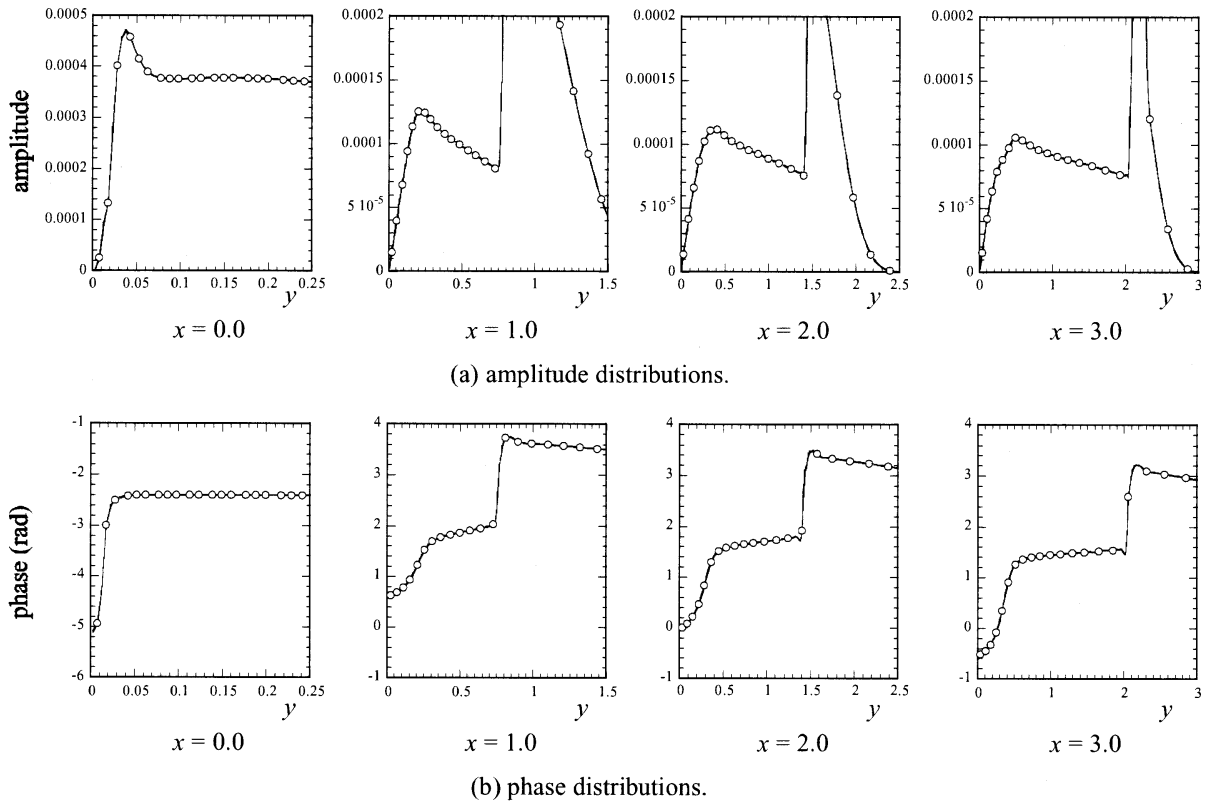 0.0005
0.0004
0.0003
0.0002
0.0001
0
0 0.05 0.1 0.15 0.2 0.25
y
x = 0.0
0.0002
0.00015
0.0001
5 10-5
0
0 0.5 1 1.5
y
x = 1.0
0.0002
0.00015
0.0001
5 10-5
0
0 0.5 1 1.5 2 2.5
y
x = 2.0
0.0002
0.00015
0.0001
5 10-5
0
0 1 2 3
y
x = 3.0
amplitude
(a) amplitude distributions.
-1
-2
-3
-4
-5
-6
0 0.05 0.1 0.15 0.2 0.25
y
x = 0.0
4
3
2
1
0
-1
0 0.5 1 1.5
y
x = 1.0
4
3
2
1
0
-1
0 0.5 1 1.5 2 2.5
y
x = 2.0
4
3
2
1
0
-1
0 1 2 3
y
x = 3.0
phase (rad)
(b) phase distributions.